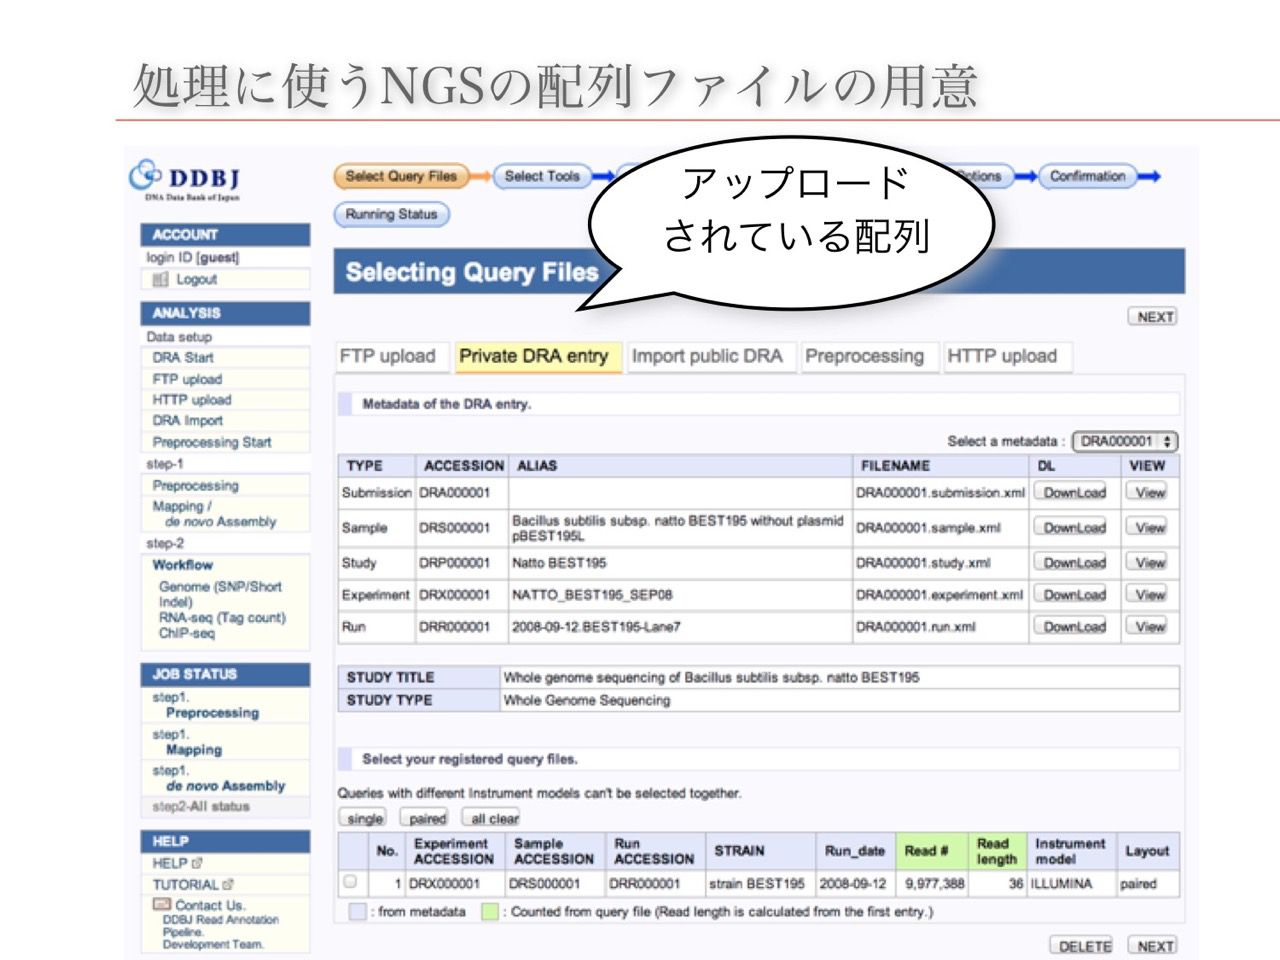 処理に使うNGSの配列ファイルの用意
アップロード
されている配列
DDBJ
DNA Data Bank of Japan
Select Query Files
Select Tools
Options
Confirmation
Running Status
ACCOUNT
login ID [guest]
Logout
ANALYSIS
Data setup
DRA Start
FTP upload
HTTP upload
DRA Import
Preprocessing Start
step-1
Preprocessing
Mapping /
de novo Assembly
step-2
Workflow
Genome (SNP/Short
Indel)
RNA-seq (Tag count)
ChIP-seq
JOB STATUS
step1.
Preprocessing
step1.
Mapping
step1.
de novo Assembly
step2-All status
HELP
HELP
TUTORIAL
Contact Us.
DDBJ Read Annotation
Pipeline.
Development Team.
Selecting Query Files
NEXT
FTP upload Private DRA entry Import public DRA Preprocessing HTTP upload
Metadata of the DRA entry.
Select a metadata : DRA000001
TYPE ACCESSION ALIAS FILENAME DL VIEW
Submission DRA000001 DRA000001.submission.xml DownLoad View
Sample DRS000001 Bacillus subtilis subsp. natto BEST195 without plasmid pBEST195L DRA000001.sample.xml DownLoad View
Study DRP000001 Natto BEST195 DRA000001.study.xml DownLoad View
Experiment DRX000001 NATTO_BEST195_SEP08 DRA000001.experiment.xml DownLoad View
Run DRR000001 2008-09-12.BEST195-Lane7 DRA000001.run.xml DownLoad View
STUDY TITLE Whole genome sequencing of Bacillus subtilis subsp. natto BEST195
STUDY TYPE Whole Genome Sequencing
Select your registered query files.
Queries with different Instrument models can't be selected together.
single paired all clear
No. Experiment ACCESSION Sample ACCESSION Run ACCESSION STRAIN Run_date Read # Read length Instrument model Layout
1 DRX000001 DRS000001 DRR000001 strain BEST195 2008-09-12 9,977,388 36 ILLUMINA paired
: from metadata : Counted from query file (Read length is calculated from the first entry.)
DELETE NEXT